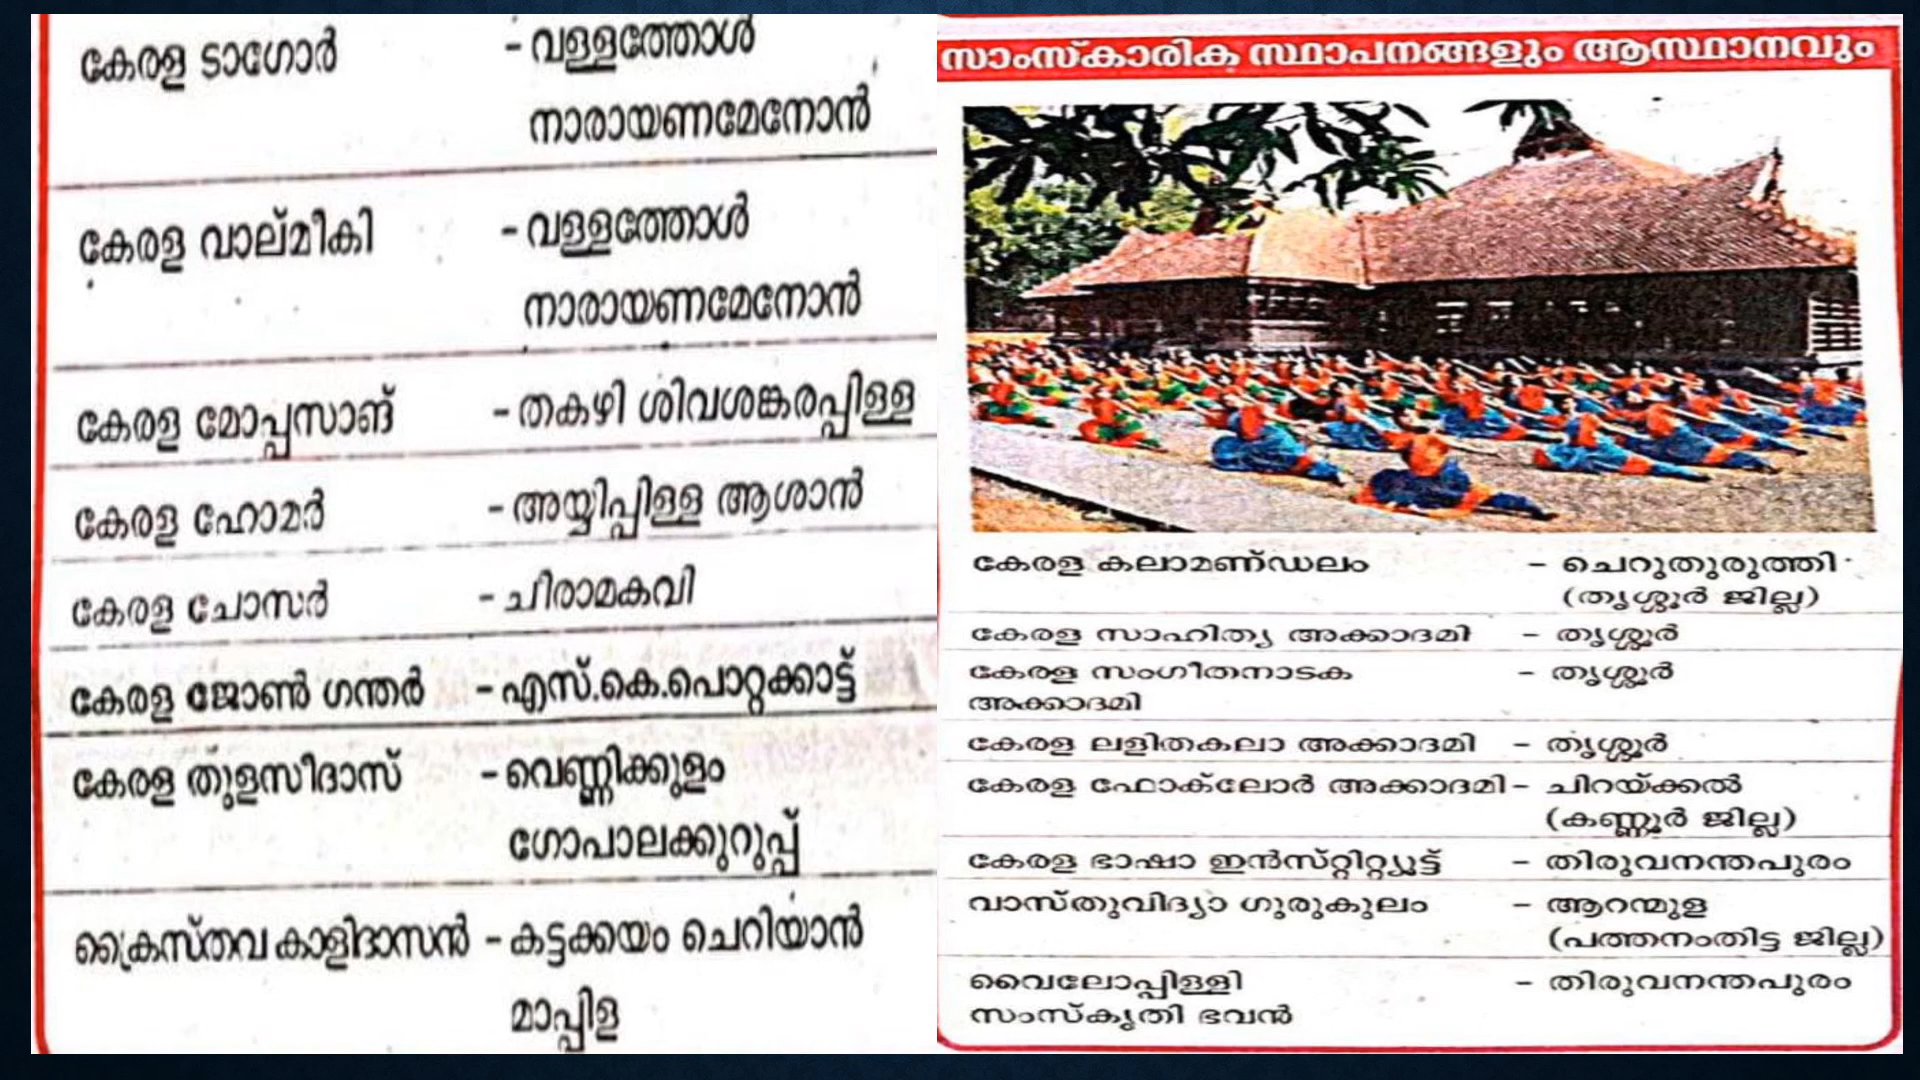 കേരള ടാഗോർ - വള്ളത്തോൾ
നാരായണമേനോൻ
കേരള വാല്മീകി - വള്ളത്തോൾ
നാരായണമേനോൻ
കേരള മോപ്പസാങ് - തകഴി ശിവശങ്കരപ്പിള്ള
കേരള ഹോമർ - അയ്യിപ്പിള്ള ആശാൻ
കേരള ചോസർ - ചീരാമകവി
കേരള ജോൺ ഗന്തർ - എസ്.കെ.പൊറ്റക്കാട്ട്
കേരള തുളസീദാസ് - വെണ്ണിക്കുളം
ഗോപാലക്കുറുപ്പ്
ക്രൈസ്തവ കാളിദാസൻ - കട്ടക്കയം ചെറിയാൻ
മാപ്പിള
സാംസ്കാരിക സ്ഥാപനങ്ങളും ആസ്ഥാനവും
കേരള കലാമണ്ഡലം - ചെറുതുരുത്തി
(തൃശ്ശൂർ ജില്ല)
കേരള സാഹിത്യ അക്കാദമി - തൃശ്ശൂർ
കേരള സംഗീതനാടക - തൃശ്ശൂർ
അക്കാദമി
കേരള ലളിതകലാ അക്കാദമി - തൃശ്ശൂർ
കേരള ഫോക്‌ലോർ അക്കാദമി - ചിറയ്ക്കൽ
(കണ്ണൂർ ജില്ല)
കേരള ഭാഷാ ഇൻസ്റ്റിറ്റ്യൂട്ട് - തിരുവനന്തപുരം
വാസ്തുവിദ്യാ ഗുരുകുലം - ആറന്മുള
(പത്തനംതിട്ട ജില്ല)
വൈലോപ്പിള്ളി - തിരുവനന്തപുരം
സംസ്കൃതി ഭവൻ